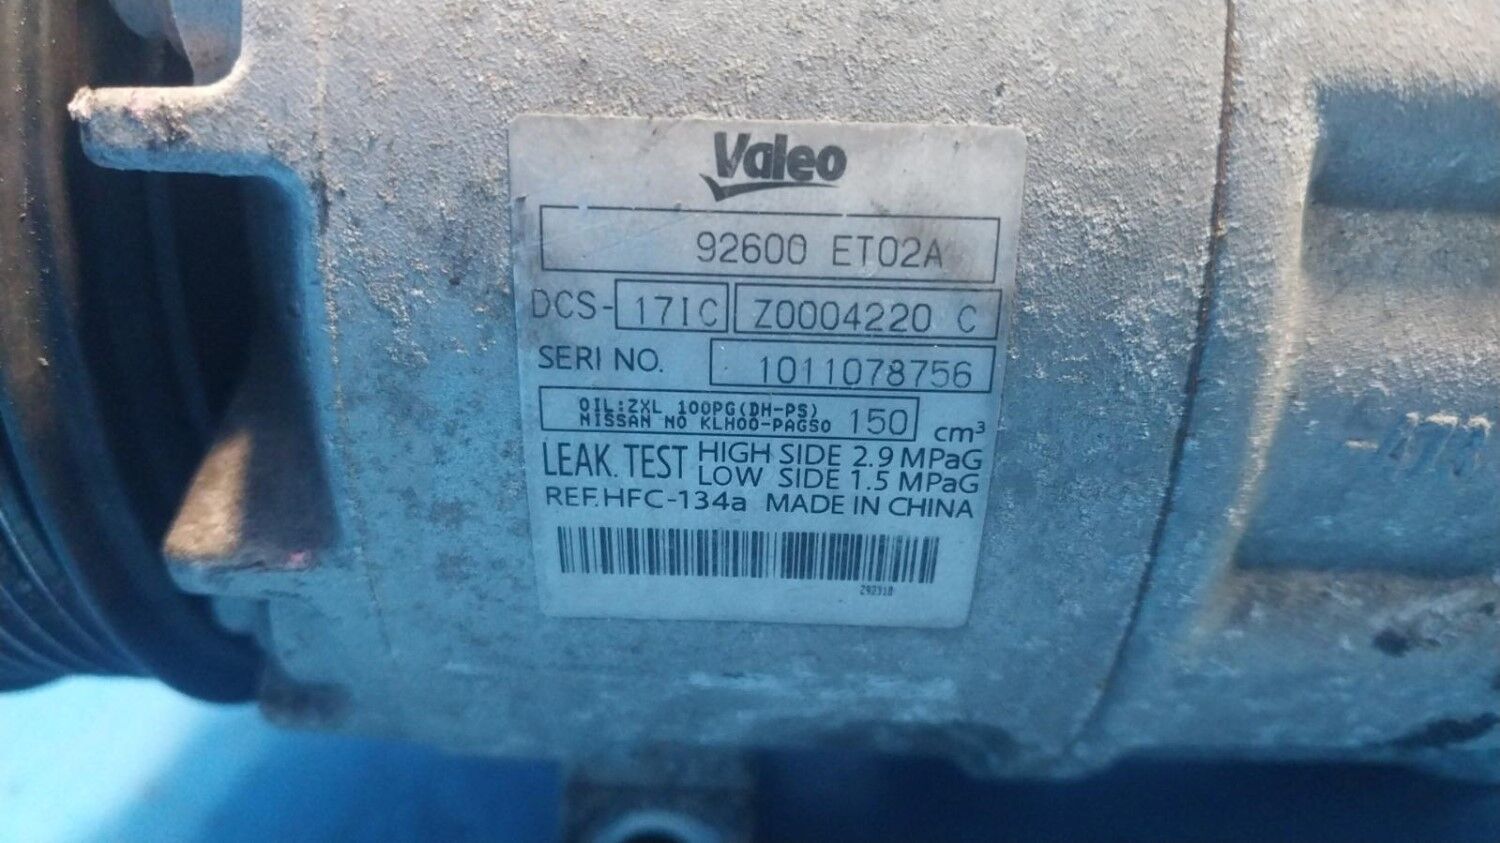 Valeo
92600 ET02A
DCS-17IC Z0004220 C
SERI NO. 1011078756
OIL:ZXL 100PG(DH-PS)
NISSAN NO KLH00-PAGS0 150 cm³
LEAK. TEST HIGH SIDE 2.9 MPaG
LOW SIDE 1.5 MPaG
REF.HFC-134a MADE IN CHINA